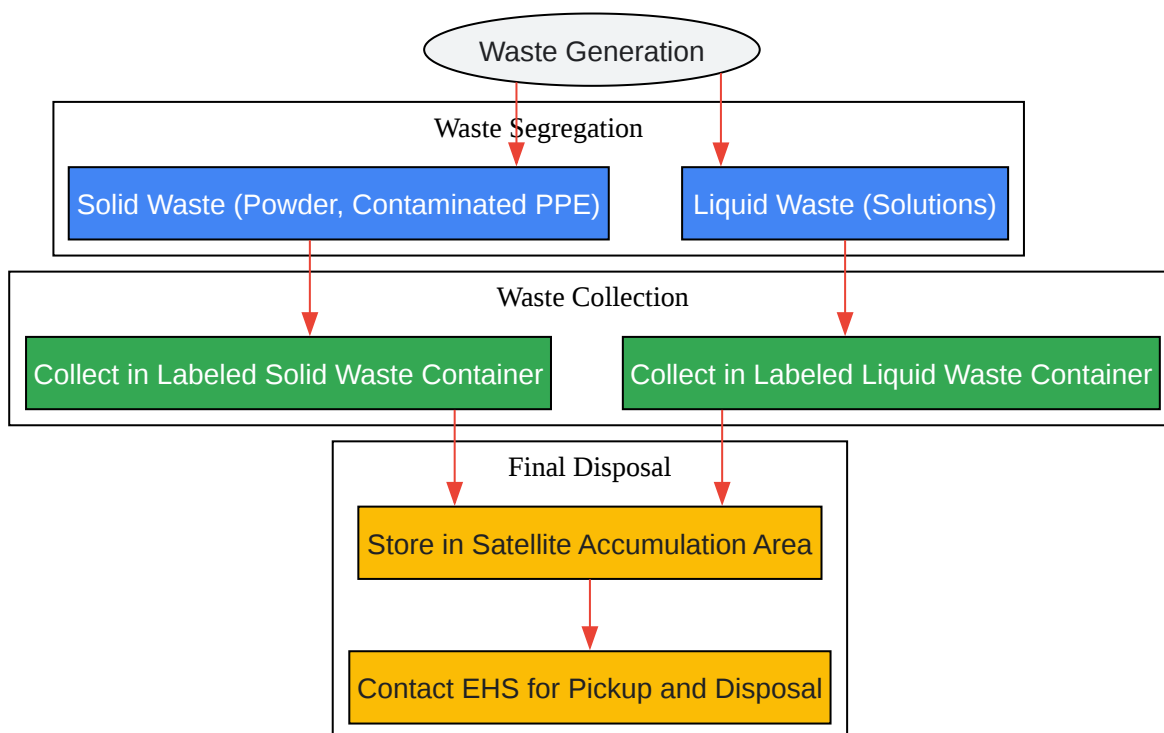 Waste Generation
Waste Segregation
Solid Waste (Powder, Contaminated PPE)
Liquid Waste (Solutions)
Waste Collection
Collect in Labeled Solid Waste Container
Collect in Labeled Liquid Waste Container
Final Disposal
Store in Satellite Accumulation Area
Contact EHS for Pickup and Disposal